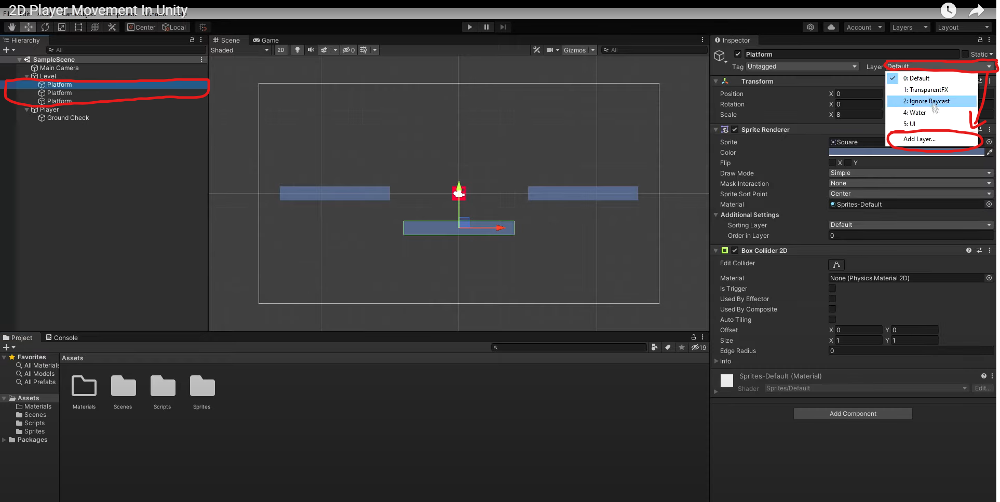 2D Player Movement In Unity
File Edit Assets GameObject Component Window Help
Center Local Account Layers Layout
Hierarchy
All
SampleScene
Main Camera
Level
Platform
Platform
Platform
Player
Ground Check
Scene Game
Shaded 2D 0 Gizmos All
Inspector
Platform Static
Tag Untagged Layer Default
0: Default
1: TransparentFX
2: Ignore Raycast
4: Water
5: UI
Add Layer...
Transform
Position X 0
Rotation X 0
Scale X 8
Sprite Renderer
Sprite Square
Color
Flip X Y
Draw Mode Simple
Mask Interaction None
Sprite Sort Point Center
Material Sprites-Default
Additional Settings
Sorting Layer Default
Order in Layer 0
Box Collider 2D
Edit Collider
Material None (Physics Material 2D)
Is Trigger
Used By Effector
Used By Composite
Auto Tiling
Offset X 0 Y 0
Size X 1 Y 1
Edge Radius 0
Info
Sprites-Default (Material)
Shader Sprites/Default Edit...
Add Component
Project Console
19
Favorites
All Materials
All Models
All Prefabs
Assets
Materials
Scenes
Scripts
Sprites
Packages
Assets
Materials Scenes Scripts Sprites